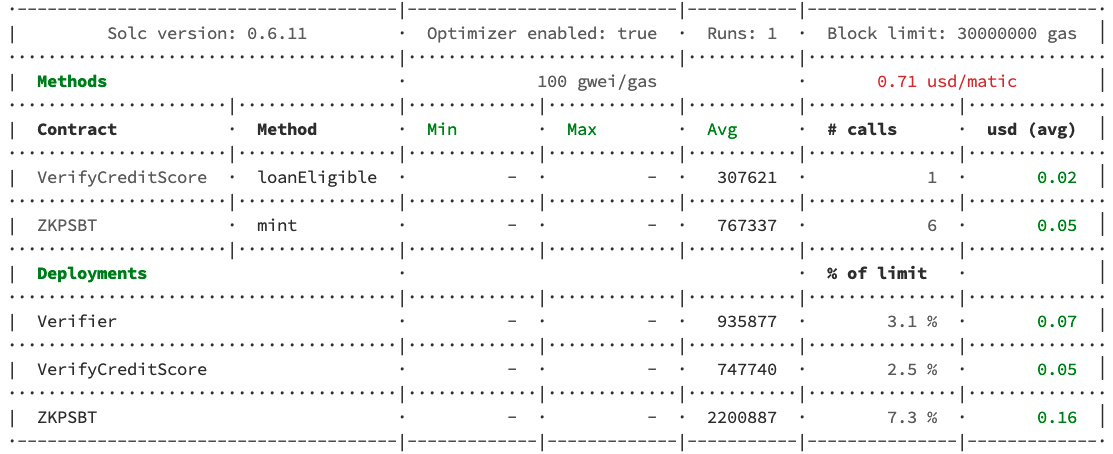 Solc version: 0.6.11 · Optimizer enabled: true · Runs: 1 · Block limit: 30000000 gas
Methods · 100 gwei/gas · 0.71 usd/matic
Contract · Method · Min · Max · Avg · # calls · usd (avg)
VerifyCreditScore · loanEligible · - · - · 307621 · 1 · 0.02
ZKPSBT · mint · - · - · 767337 · 6 · 0.05
Deployments · · % of limit ·
Verifier · - · - · 935877 · 3.1 % · 0.07
VerifyCreditScore · - · - · 747740 · 2.5 % · 0.05
ZKPSBT · - · - · 2200887 · 7.3 % · 0.16